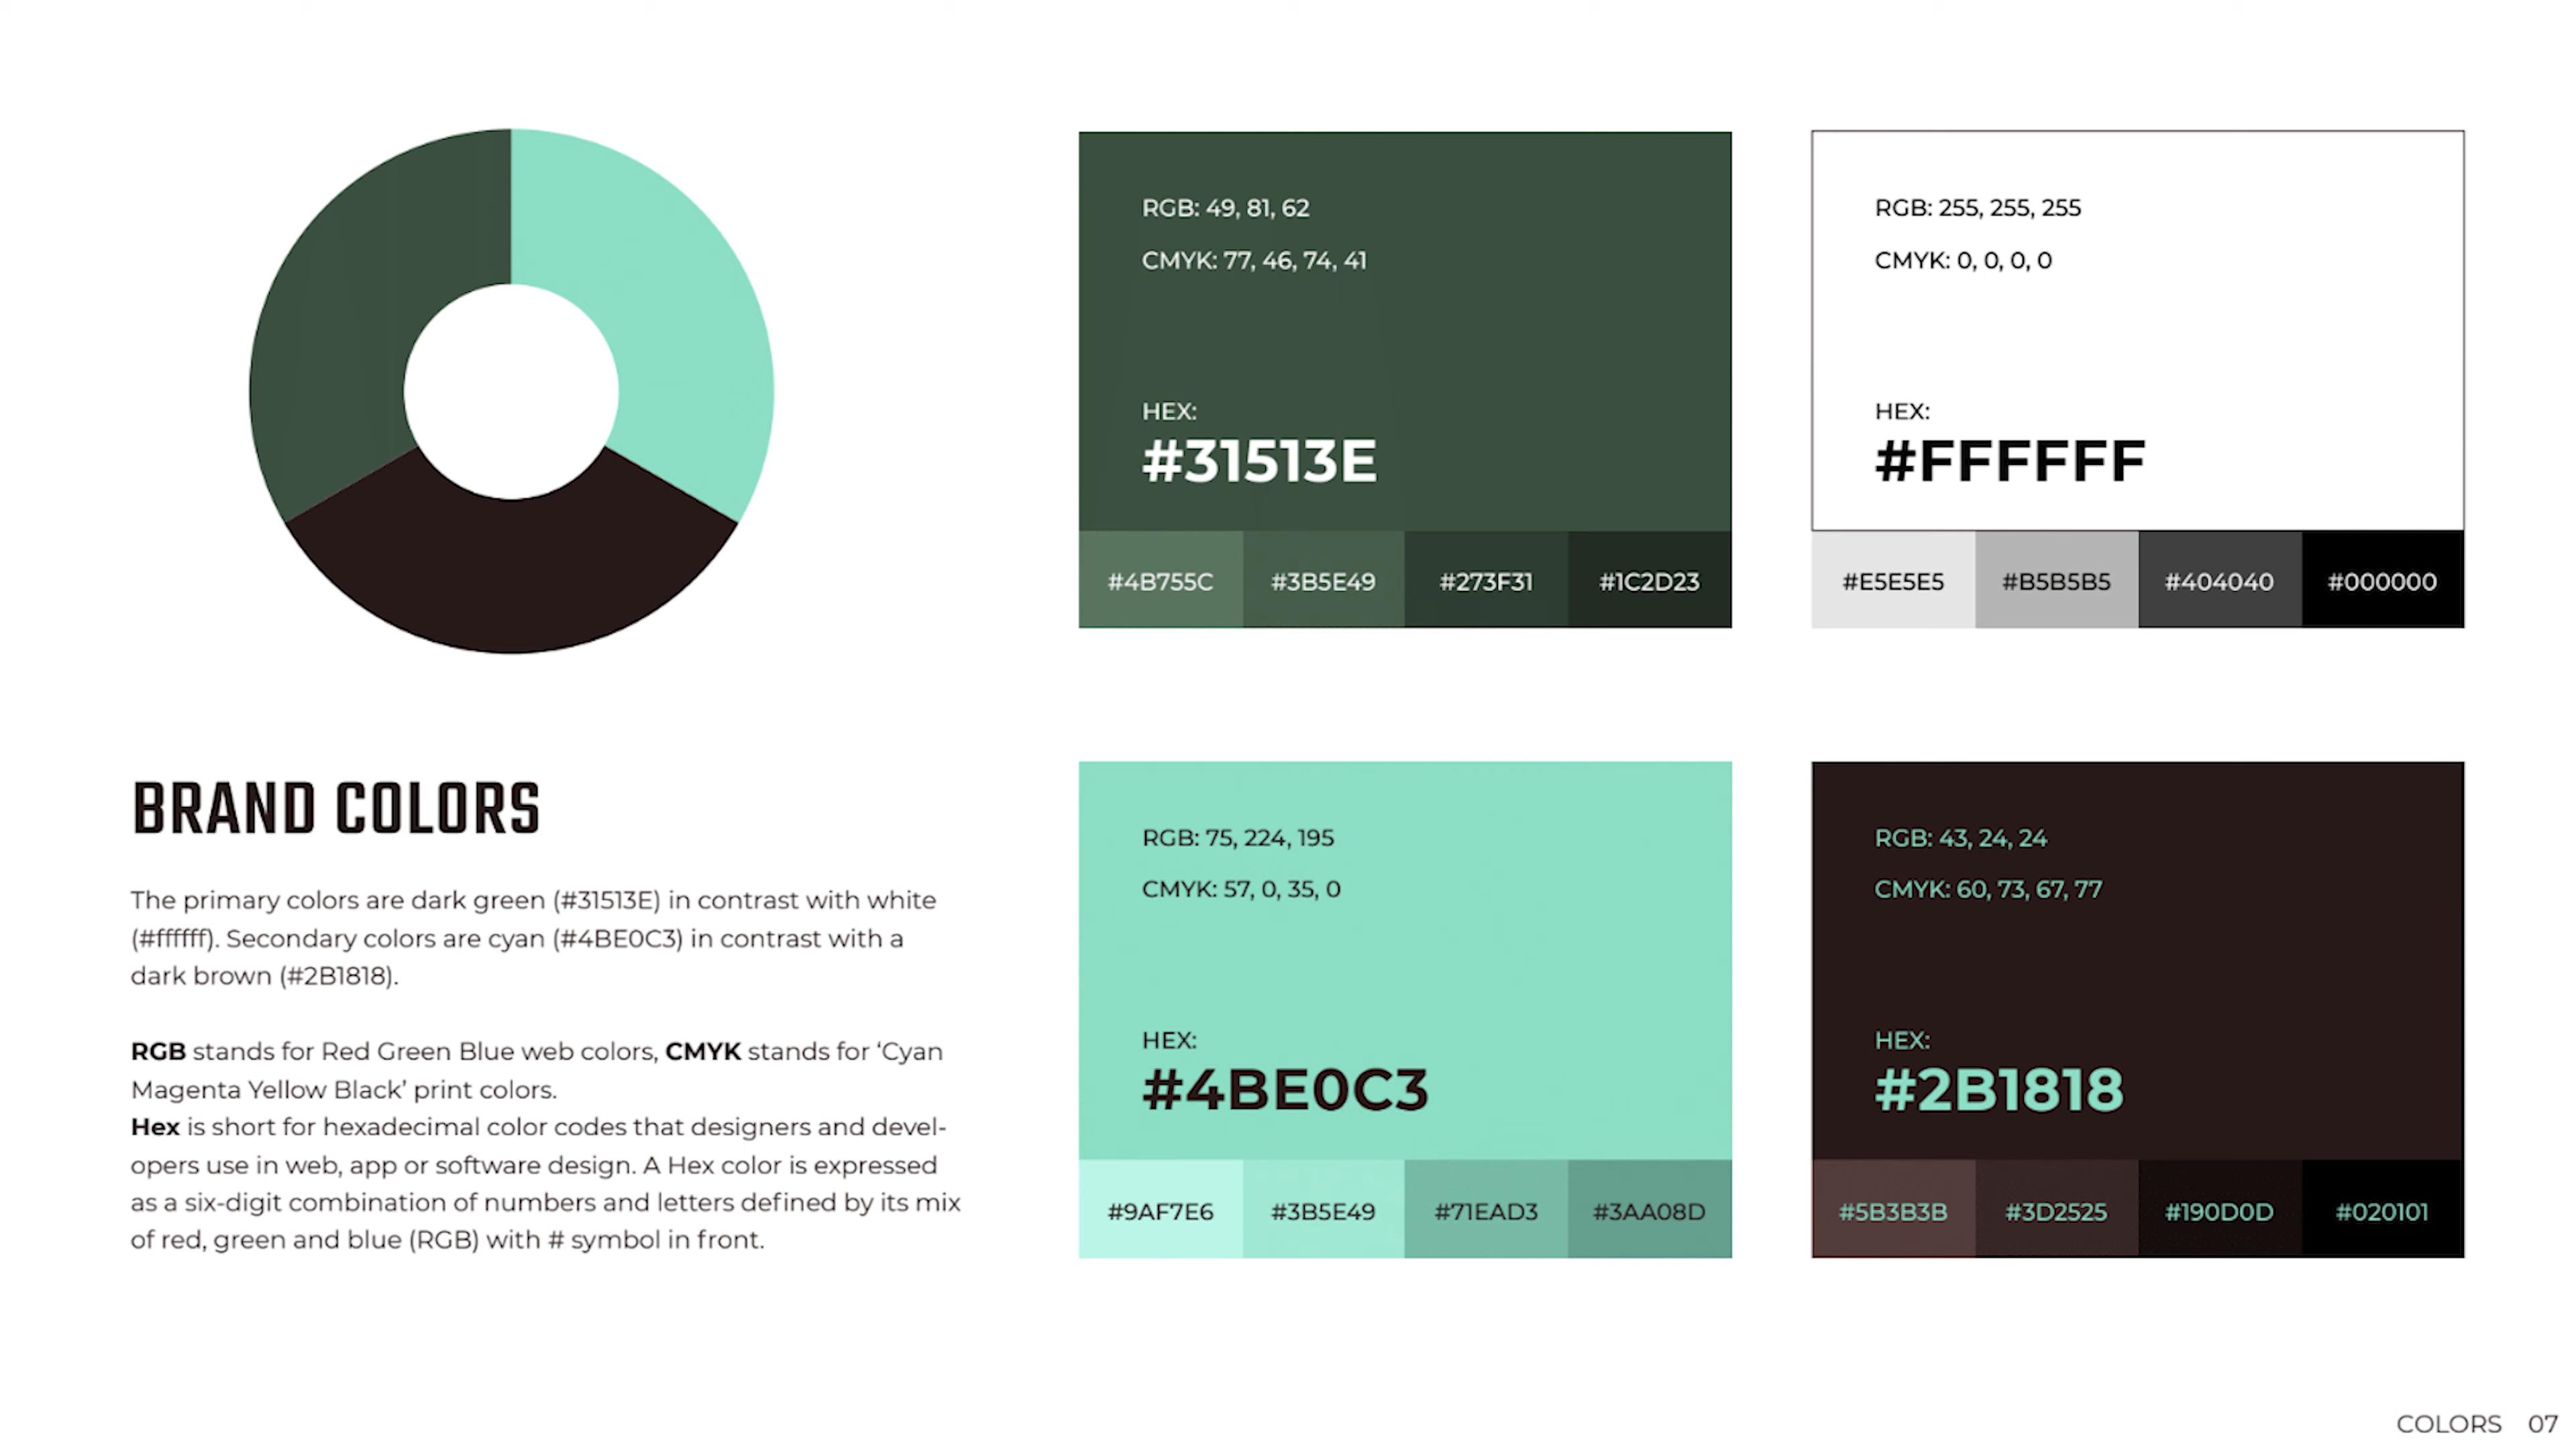 RGB: 49, 81, 62
CMYK: 77, 46, 74, 41
HEX:
#31513E
#4B755C #3B5E49 #273F31 #1C2D23
RGB: 255, 255, 255
CMYK: 0, 0, 0, 0
HEX:
#FFFFFF
#E5E5E5 #B5B5B5 #404040 #000000
BRAND COLORS
The primary colors are dark green (#31513E) in contrast with white
(#ffffff). Secondary colors are cyan (#4BE0C3) in contrast with a
dark brown (#2B1818).
RGB stands for Red Green Blue web colors, CMYK stands for ‘Cyan
Magenta Yellow Black’ print colors.
Hex is short for hexadecimal color codes that designers and devel-
opers use in web, app or software design. A Hex color is expressed
as a six-digit combination of numbers and letters defined by its mix
of red, green and blue (RGB) with # symbol in front.
RGB: 75, 224, 195
CMYK: 57, 0, 35, 0
HEX:
#4BE0C3
#9AF7E6 #3B5E49 #71EAD3 #3AA08D
RGB: 43, 24, 24
CMYK: 60, 73, 67, 77
HEX:
#2B1818
#5B3B3B #3D2525 #190D0D #020101
COLORS 07